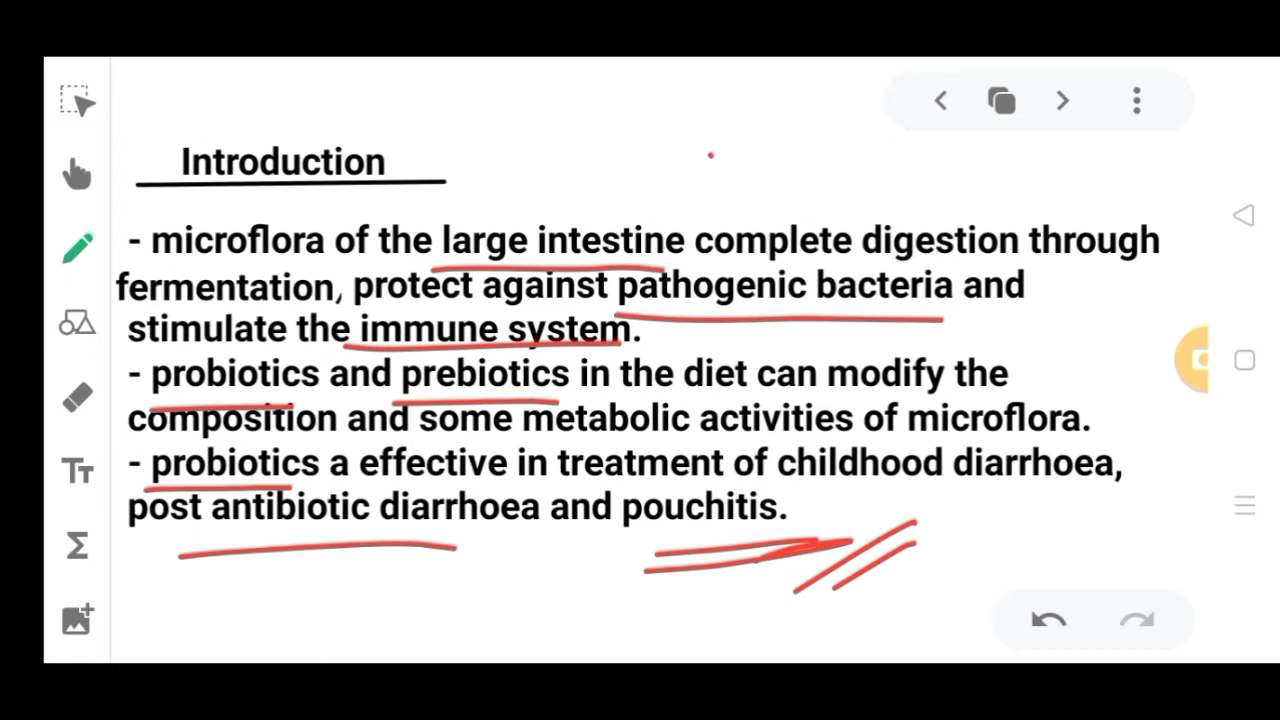 Introduction
- microflora of the large intestine complete digestion through
fermentation, protect against pathogenic bacteria and
stimulate the immune system.
- probiotics and prebiotics in the diet can modify the
composition and some metabolic activities of microflora.
- probiotics a effective in treatment of childhood diarrhoea,
post antibiotic diarrhoea and pouchitis.